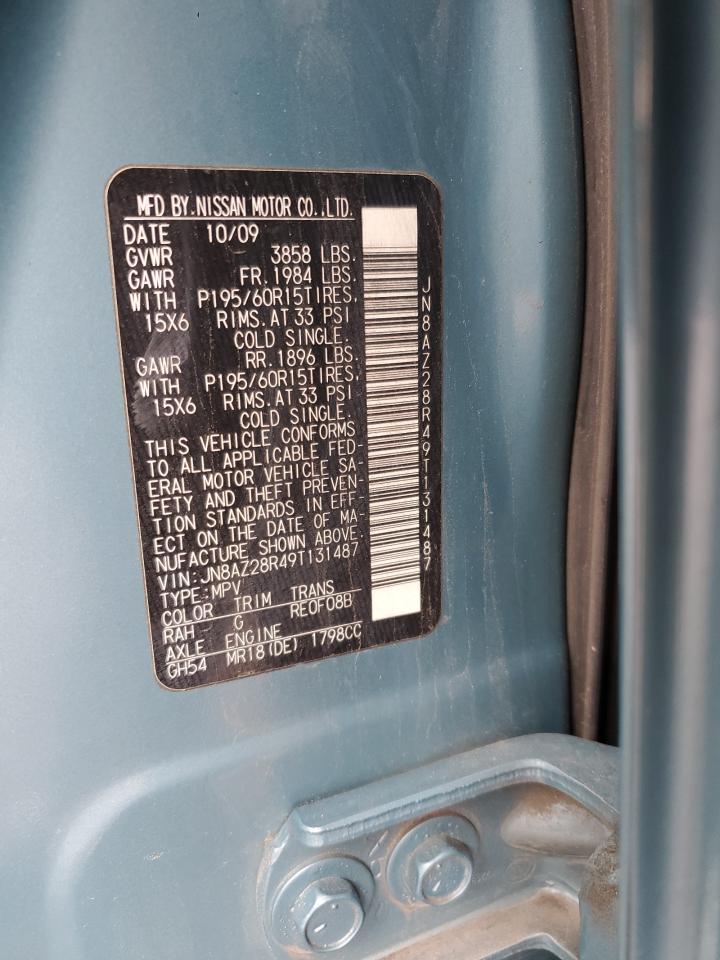 MFD BY.NISSAN MOTOR CO.,LTD.
DATE 10/09
GVWR 3858 LBS.
GAWR FR.1984 LBS.
WITH P195/60R15TIRES,
15X6 RIMS.AT 33 PSI
COLD SINGLE.
GAWR RR.1896 LBS.
WITH P195/60R15TIRES,
15X6 RIMS.AT 33 PSI
COLD SINGLE.
THIS VEHICLE CONFORMS
TO ALL APPLICABLE FED-
ERAL MOTOR VEHICLE SA-
FETY AND THEFT PREVEN-
TION STANDARDS IN EFF-
ECT ON THE DATE OF MA-
NUFACTURE SHOWN ABOVE.
VIN:JN8AZ28R49T131487
TYPE:MPV
COLOR TRIM TRANS
RAH G RE0F08B
AXLE ENGINE
GH54 MR18(DE) 1798CC
JN8AZ28R49T131487